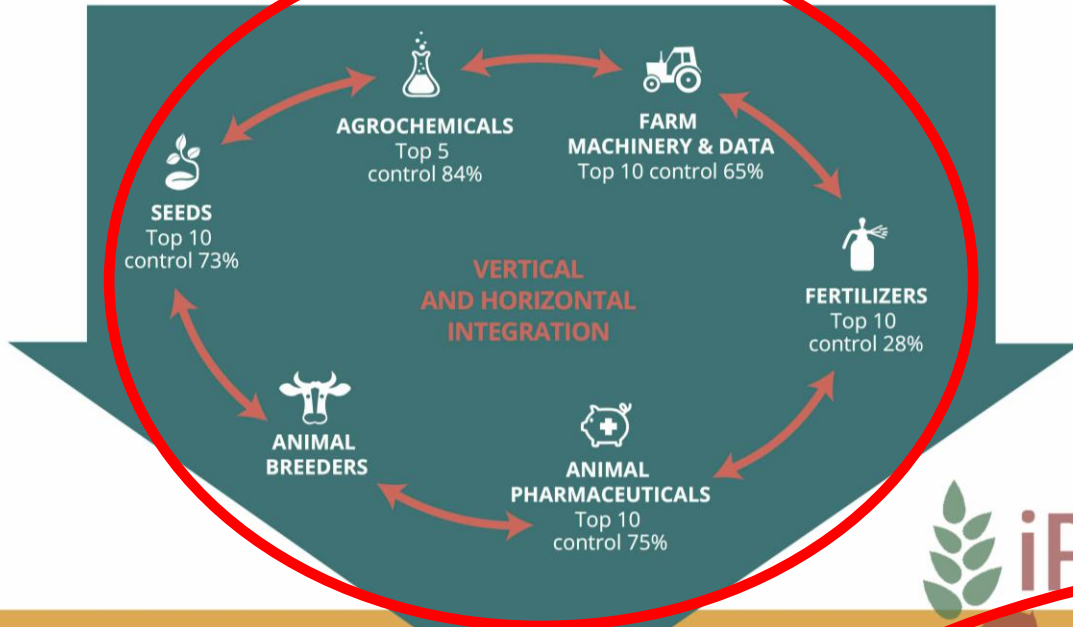 AGROCHEMICALS
Top 5
control 84%
FARM
MACHINERY & DATA
Top 10 control 65%
SEEDS
Top 10
control 73%
VERTICAL
AND HORIZONTAL
INTEGRATION
FERTILIZERS
Top 10
control 28%
ANIMAL
BREEDERS
ANIMAL
PHARMACEUTICALS
Top 10
control 75%